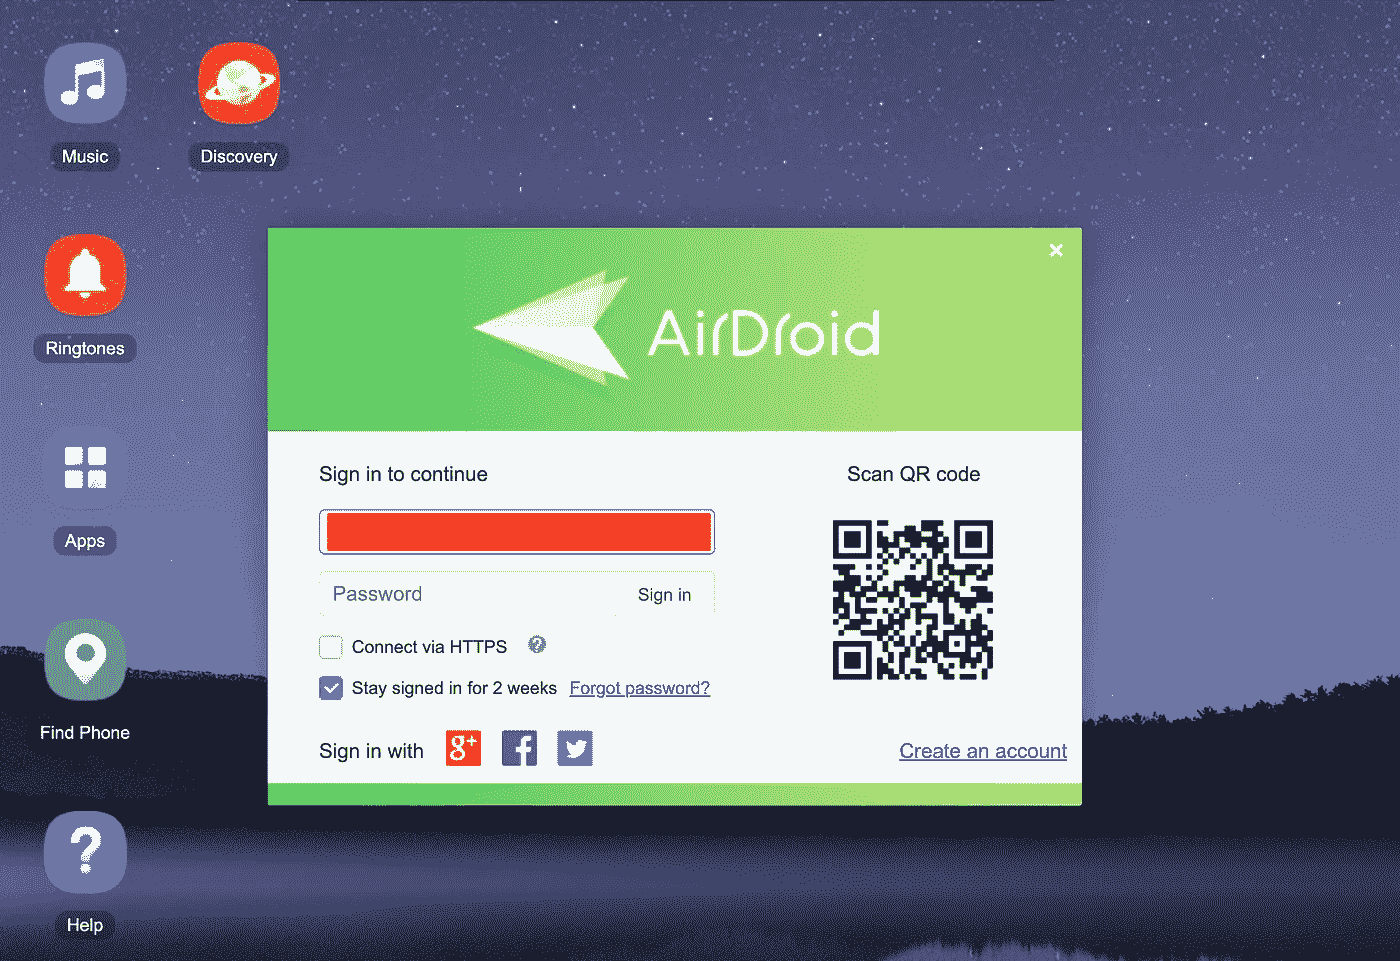 Music
Discovery
Ringtones
Apps
Find Phone
Help
AirDroid
Sign in to continue
Password
Sign in
Connect via HTTPS
?
Stay signed in for 2 weeks
Forgot password?
Sign in with
g+
f
Scan QR code
Create an account